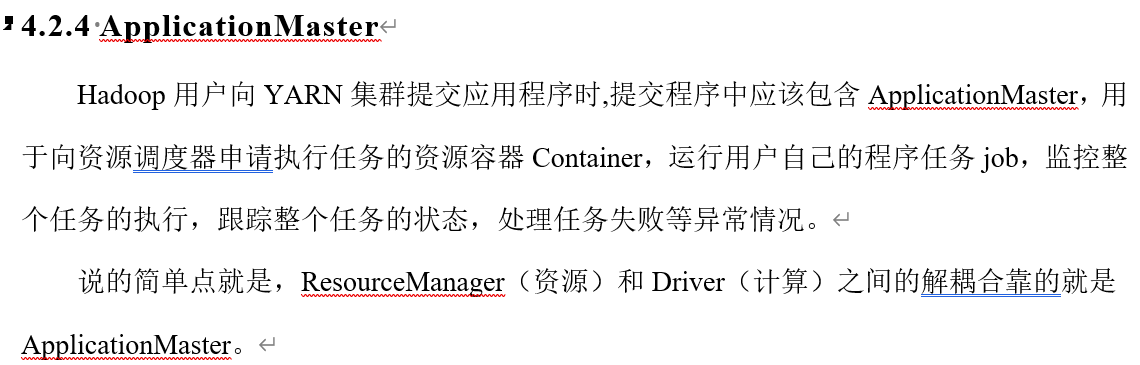 4.2.4 ApplicationMaster
Hadoop 用户向 YARN 集群提交应用程序时,提交程序中应该包含 ApplicationMaster，用
于向资源调度器申请执行任务的资源容器 Container，运行用户自己的程序任务 job，监控整
个任务的执行，跟踪整个任务的状态，处理任务失败等异常情况。
说的简单点就是，ResourceManager（资源）和 Driver（计算）之间的解耦合靠的就是
ApplicationMaster。